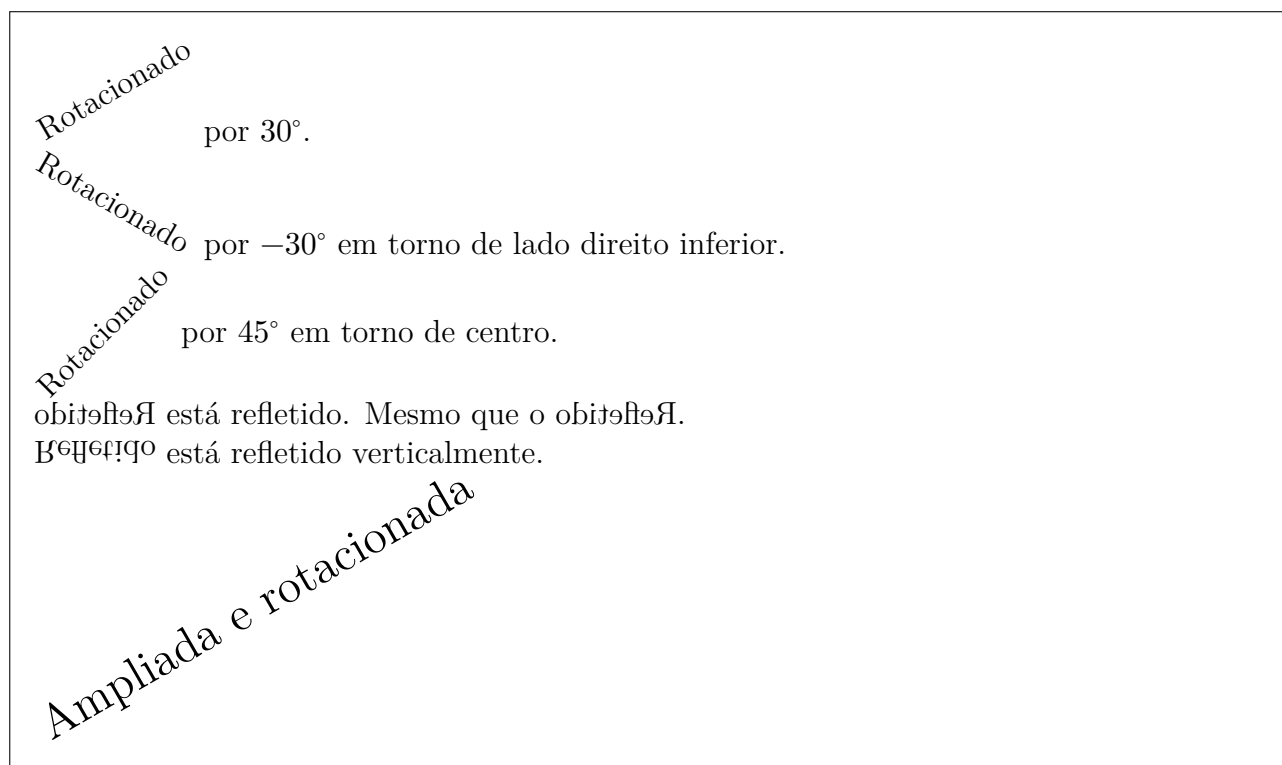 Rotacionado por 30°.
Rotacionado por −30° em torno de lado direito inferior.
Rotacionado por 45° em torno de centro.
Refletido está refletido. Mesmo que o Refletido.
Refletido está refletido verticalmente.
Ampliada e rotacionada